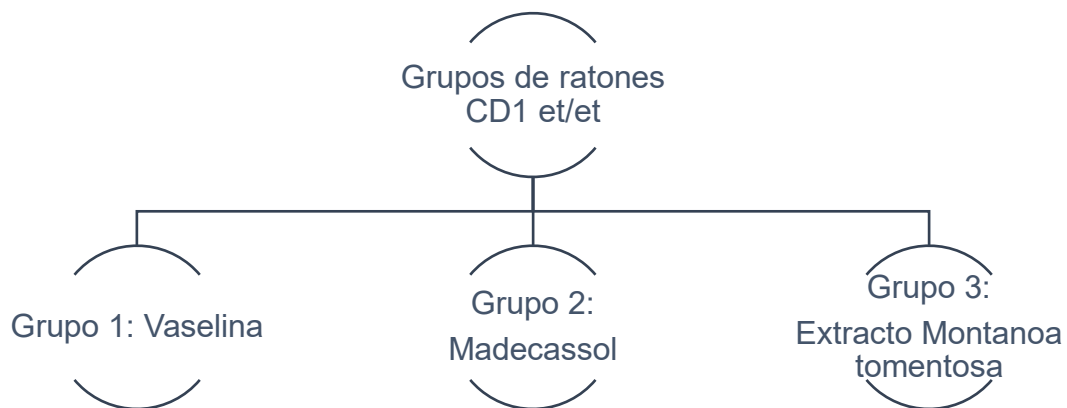 Grupos de ratones
CD1 et/et
Grupo 1: Vaselina
Grupo 2:
Madecassol
Grupo 3:
Extracto Montanoa
tomentosa